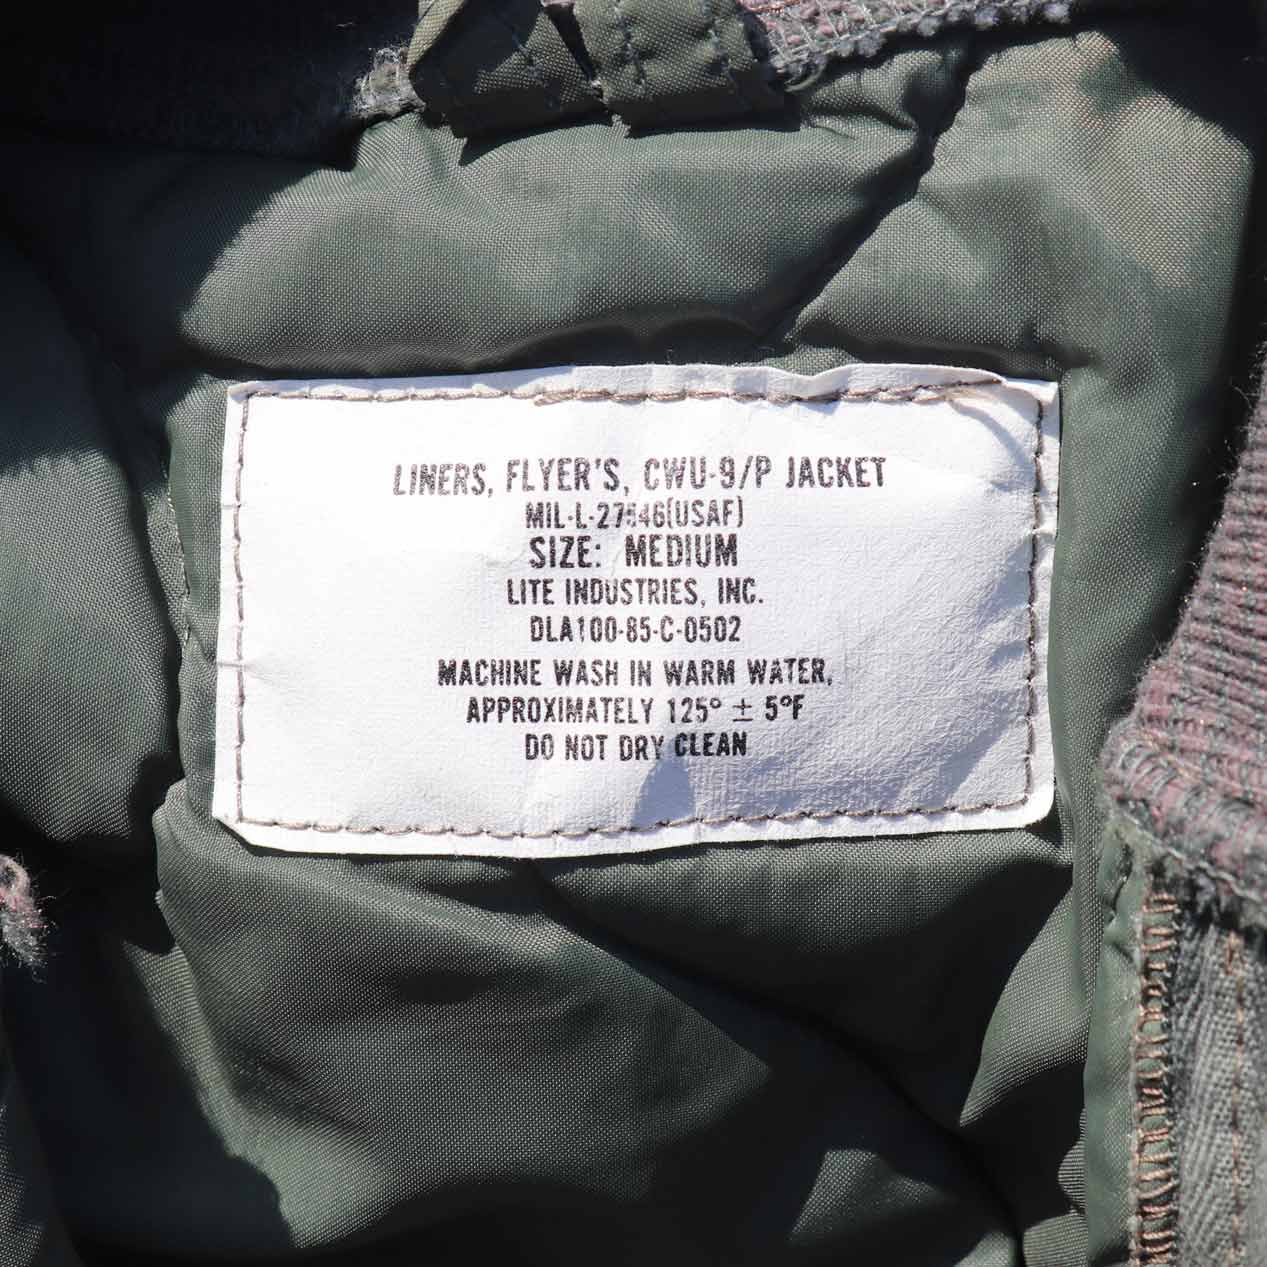 LINERS, FLYER'S, CWU-9/P JACKET
MIL-L-27546(USAF)
SIZE: MEDIUM
LITE INDUSTRIES, INC.
DLA100-85-C-0502
MACHINE WASH IN WARM WATER,
APPROXIMATELY 125° ± 5°F
DO NOT DRY CLEAN